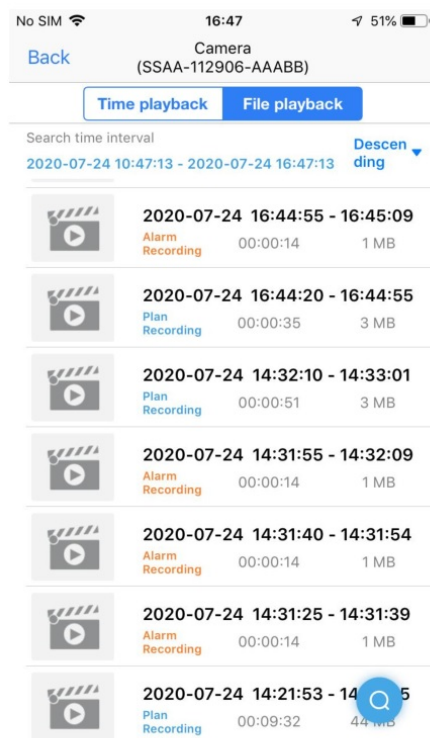 No SIM 16:47 51%
Back
Camera
(SSAA-112906-AAABB)
Time playback File playback
Search time interval
2020-07-24 10:47:13 - 2020-07-24 16:47:13
Descen
ding
2020-07-24 16:44:55 - 16:45:09
Alarm
Recording 00:00:14 1 MB
2020-07-24 16:44:20 - 16:44:55
Plan
Recording 00:00:35 3 MB
2020-07-24 14:32:10 - 14:33:01
Plan
Recording 00:00:51 3 MB
2020-07-24 14:31:55 - 14:32:09
Alarm
Recording 00:00:14 1 MB
2020-07-24 14:31:40 - 14:31:54
Alarm
Recording 00:00:14 1 MB
2020-07-24 14:31:25 - 14:31:39
Alarm
Recording 00:00:14 1 MB
2020-07-24 14:21:53 -
Plan
Recording 00:09:32 44 MB